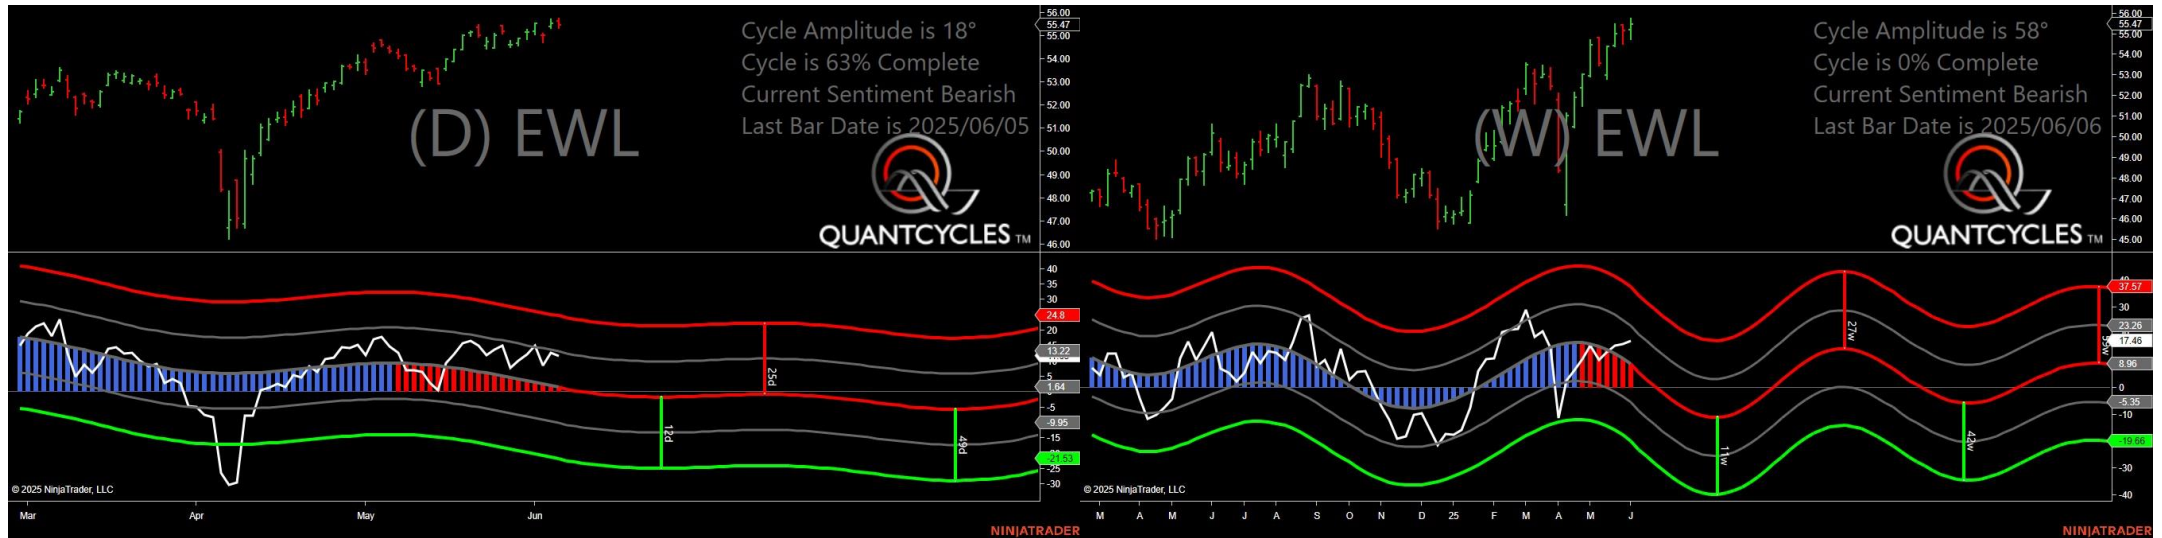 Cycle Amplitude is 18°
Cycle is 63% Complete
Current Sentiment Bearish
Last Bar Date is 2025/06/05
(D) EWL
QUANTCYCLES TM
56.00
55.47
55.00
54.00
53.00
52.00
51.00
50.00
49.00
48.00
47.00
46.00
40
35
30
24.8
20
13.22
5
1.64
-5
-9.95
-15
-21.53
-25
-30
25d
12d
49d
© 2025 NinjaTrader, LLC
Mar Apr May Jun
NINJATRADER
Cycle Amplitude is 58°
Cycle is 0% Complete
Current Sentiment Bearish
Last Bar Date is 2025/06/06
(W) EWL
QUANTCYCLES TM
56.00
55.47
55.00
54.00
53.00
52.00
51.00
50.00
49.00
48.00
47.00
46.00
45.00
37.57
30
23.26
17.46
8.96
0
-5.35
-10
-19.66
-30
-40
27w
11w
42w
© 2025 NinjaTrader, LLC
M A M J J A S O N D 25 F M A M J
NINJATRADER